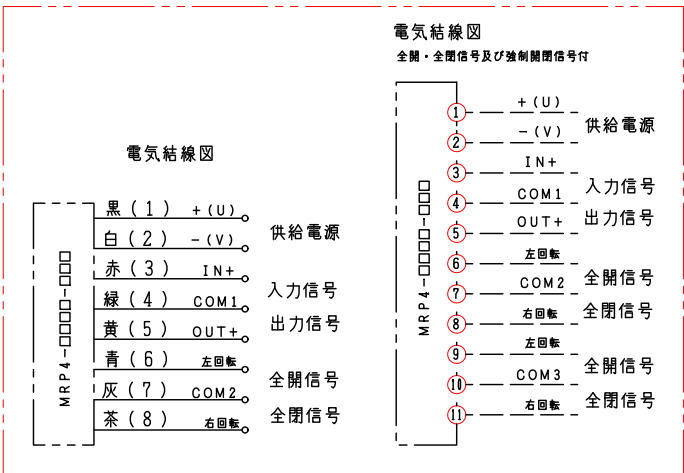 電気結線図
黒(1) +(U)
白(2) -(V)
供給電源
赤(3) IN+
緑(4) COM1
入力信号
黄(5) OUT+
出力信号
青(6) 左回転
灰(7) COM2
全開信号
茶(8) 右回転
全閉信号
MRP4-□□□□-□□□
電気結線図
全開・全閉信号及び強制開閉信号付
① +(U)
② -(V)
供給電源
③ IN+
④ COM1
入力信号
⑤ OUT+
出力信号
⑥ 左回転
⑦ COM2
全開信号
⑧ 右回転
全閉信号
⑨ 左回転
⑩ COM3
全開信号
⑪ 右回転
全閉信号
MRP4-□□□□-□□□